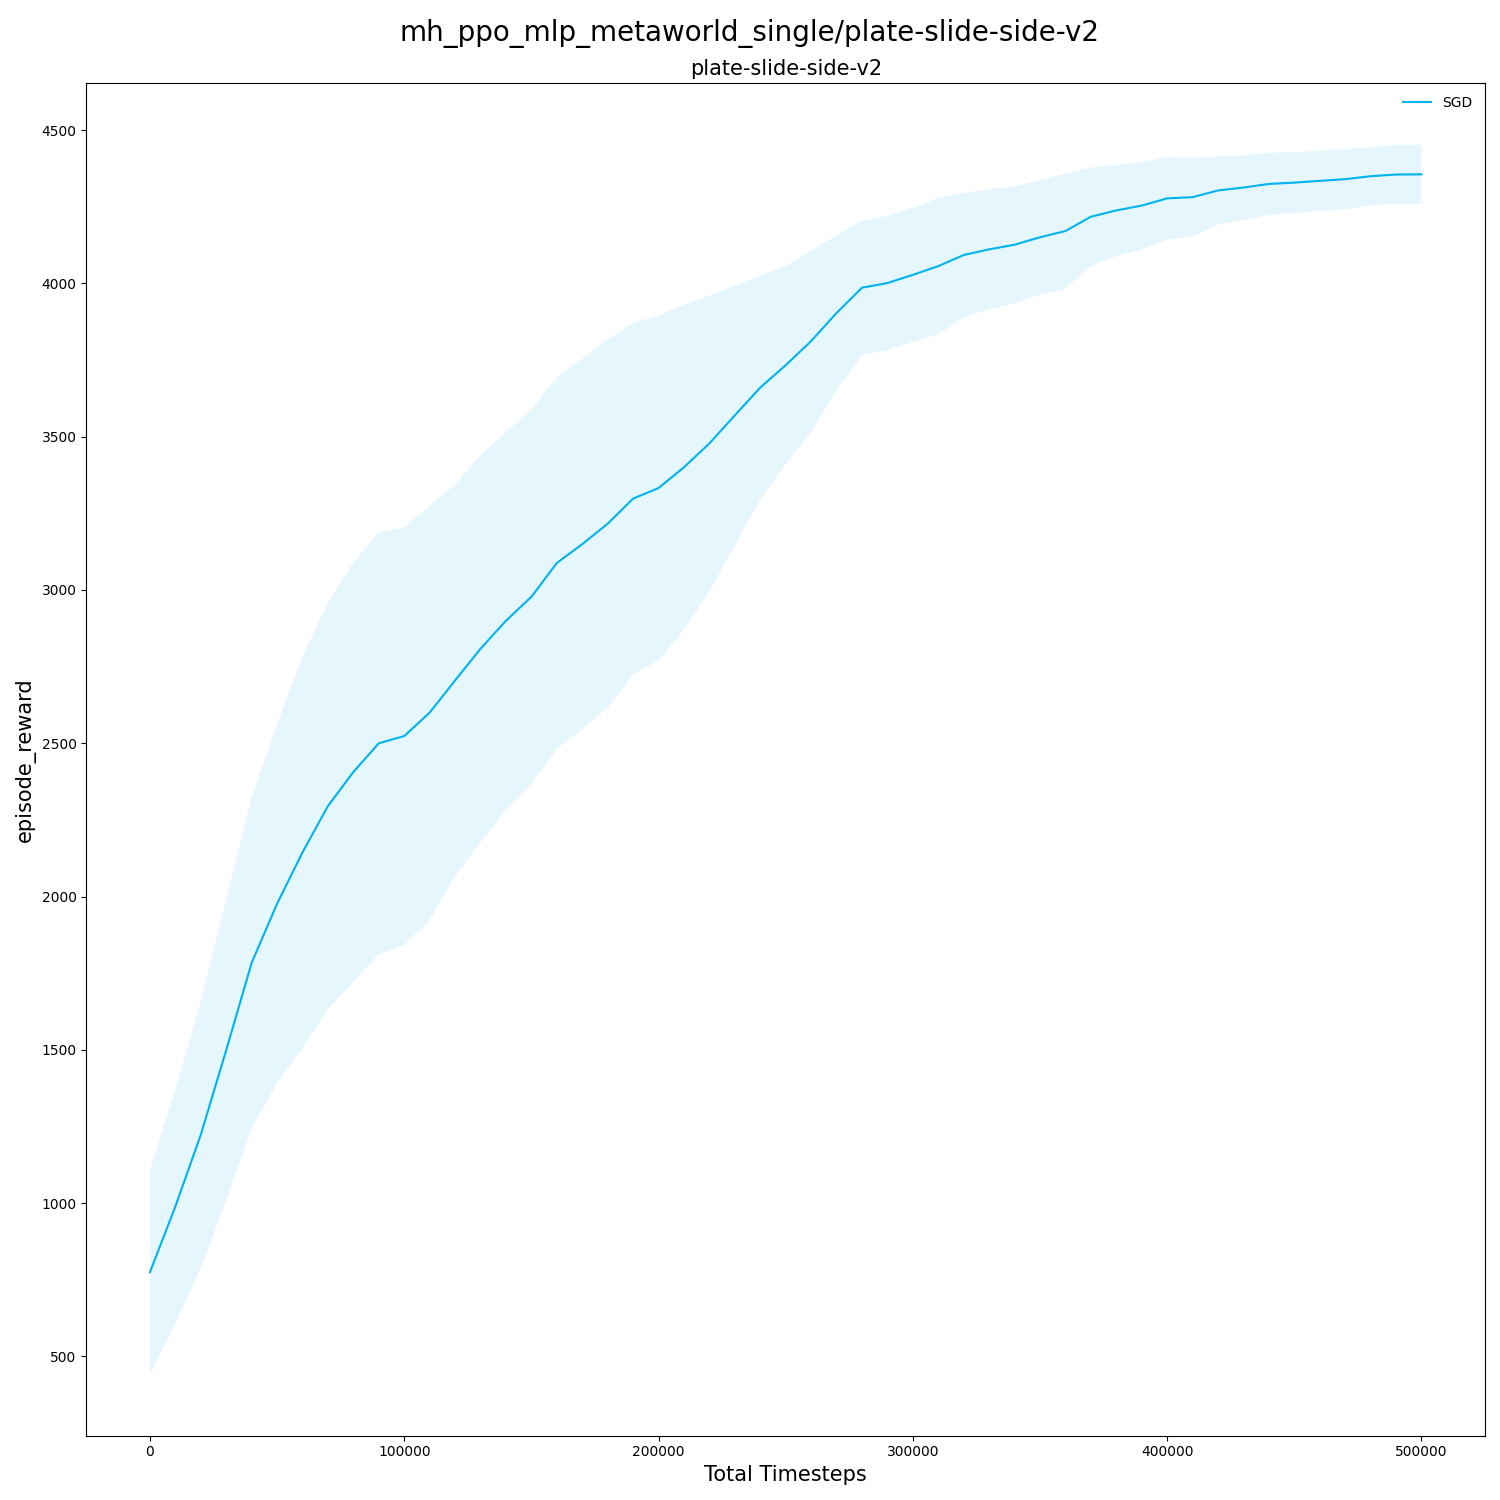 mh_ppo_mlp_metaworld_single/plate-slide-side-v2
plate-slide-side-v2
SGD
episode_reward
4500
4000
3500
3000
2500
2000
1500
1000
500
0 100000 200000 300000 400000 500000
Total Timesteps